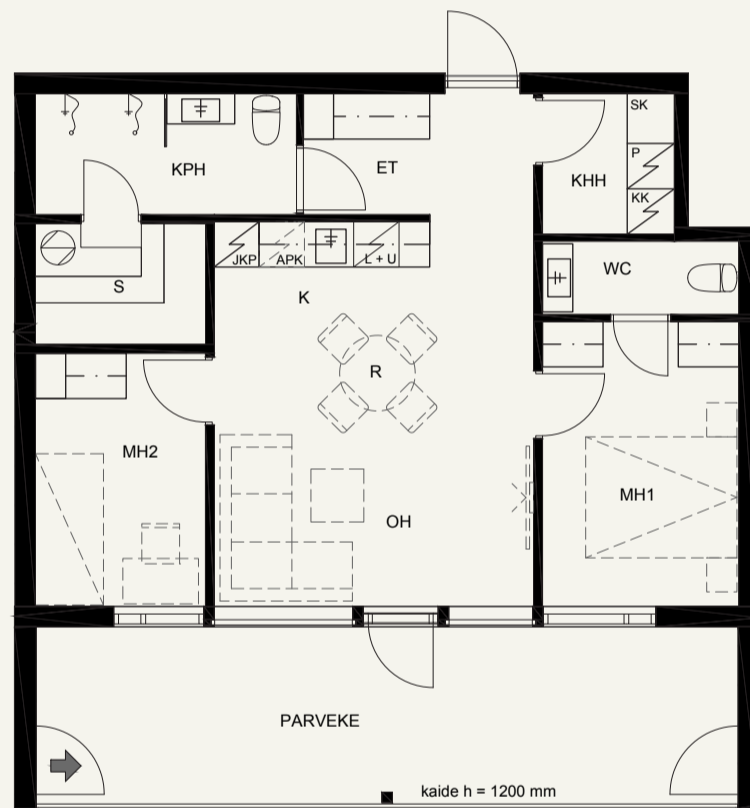 SK
P
KPH
ET
KHH
KK
JKP
APK
L + U
WC
S
K
R
MH2
MH1
OH
PARVEKE
kaide h = 1200 mm